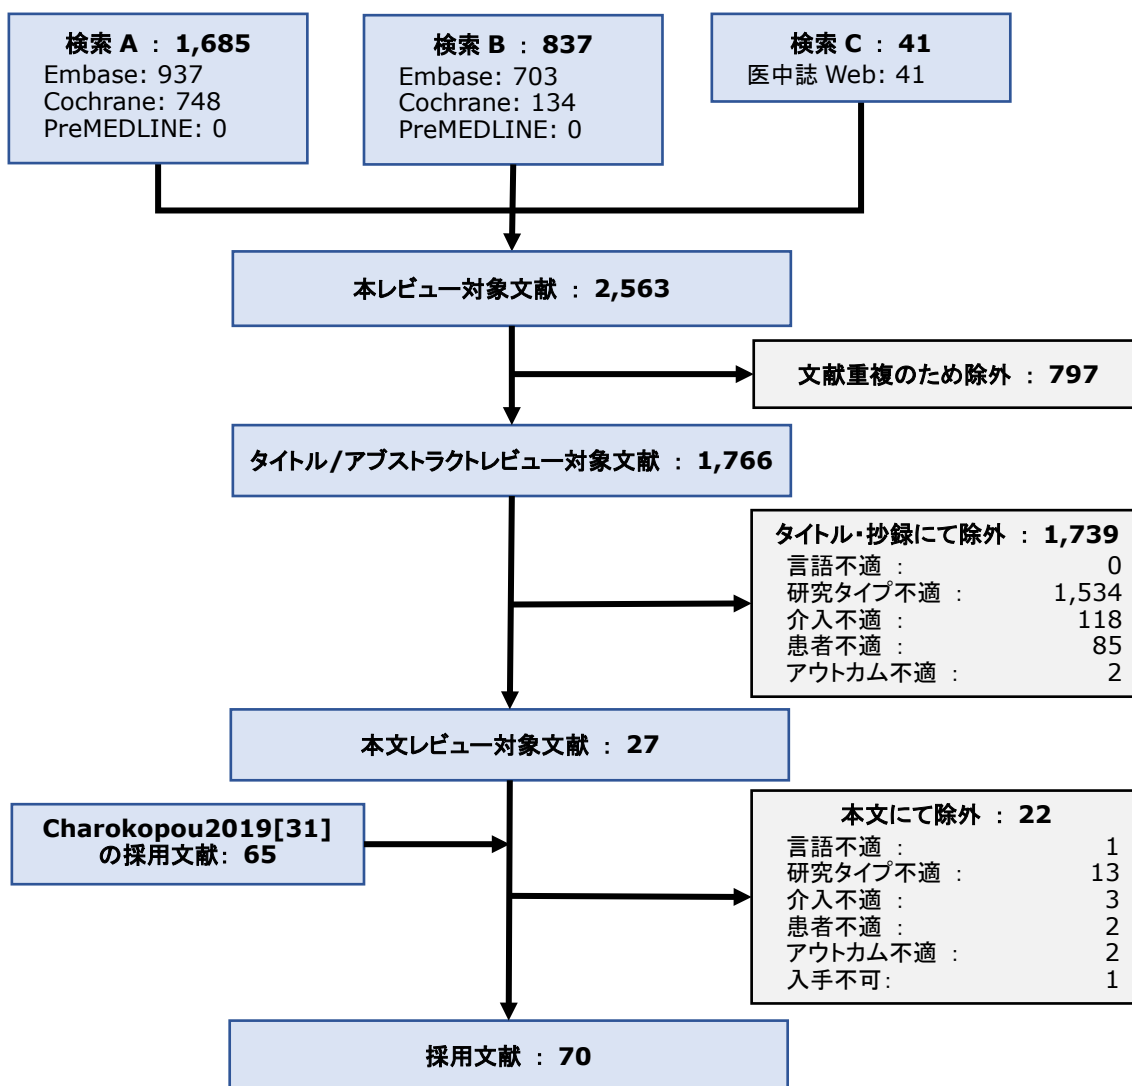 検索 A : 1,685
Embase: 937
Cochrane: 748
PreMEDLINE: 0
検索 B : 837
Embase: 703
Cochrane: 134
PreMEDLINE: 0
検索 C : 41
医中誌 Web: 41
本レビュー対象文献 : 2,563
文献重複のため除外 : 797
タイトル/アブストラクトレビュー対象文献 : 1,766
タイトル・抄録にて除外 : 1,739
言語不適 : 0
研究タイプ不適 : 1,534
介入不適 : 118
患者不適 : 85
アウトカム不適 : 2
本文レビュー対象文献 : 27
Charokopou2019[31]
の採用文献: 65
本文にて除外 : 22
言語不適 : 1
研究タイプ不適 : 13
介入不適 : 3
患者不適 : 2
アウトカム不適 : 2
入手不可: 1
採用文献 : 70